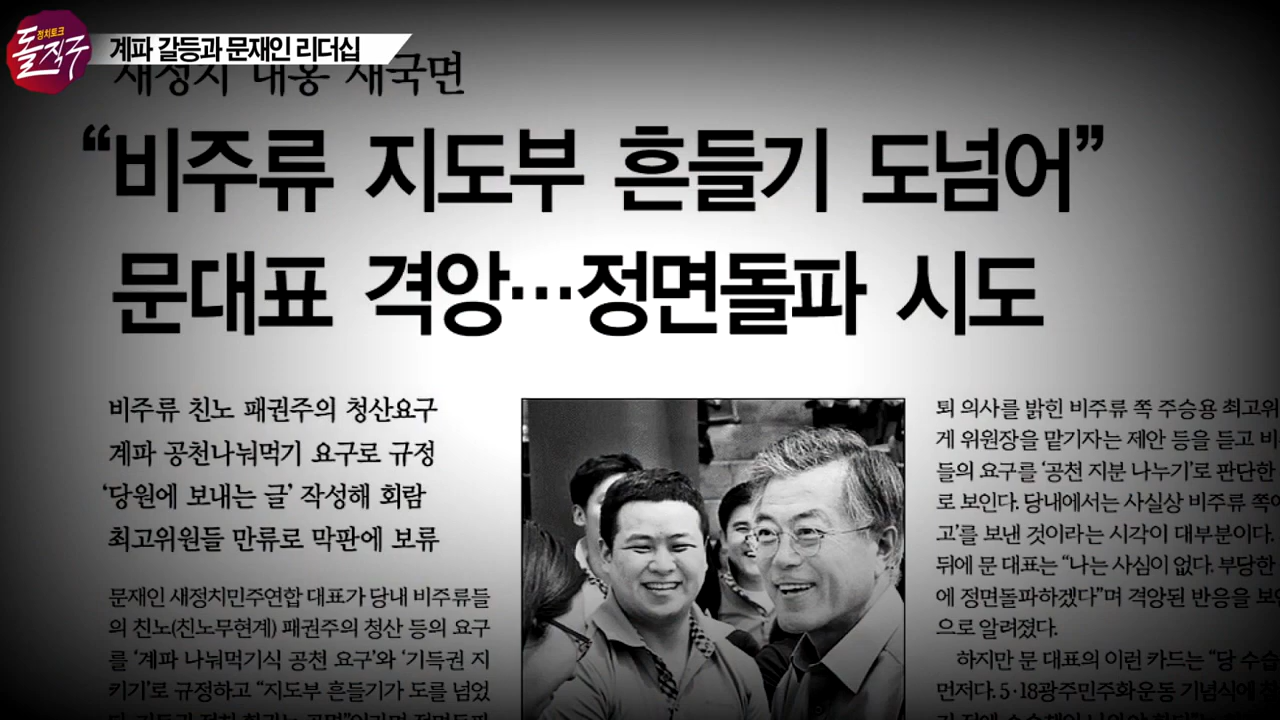 정치토크
돌직구
계파 갈등과 문재인 리더십
새정치 내홍 새국면
“비주류 지도부 흔들기 도넘어”
문대표 격앙…정면돌파 시도
비주류 친노 패권주의 청산요구
계파 공천나눠먹기 요구로 규정
‘당원에 보내는 글’ 작성해 회람
최고위원들 만류로 막판에 보류
문재인 새정치민주연합 대표가 당내 비주류들
의 친노(친노무현계) 패권주의 청산 등의 요구
를 ‘계파 나눠먹기식 공천 요구’와 ‘기득권 지
키기’로 규정하고 “지도부 흔들기가 도를 넘었
퇴 의사를 밝힌 비주류 쪽 주승용 최고위
게 위원장을 맡기자는 제안 등을 듣고 비
들의 요구를 ‘공천 지분 나누기’로 판단한
로 보인다. 당내에서는 사실상 비주류 쪽에
고’를 보낸 것이라는 시각이 대부분이다.
뒤에 문 대표는 “나는 사심이 없다. 부당한
에 정면돌파하겠다”며 격앙된 반응을 보
으로 알려졌다.
하지만 문 대표의 이런 카드는 “당 수습
먼저다. 5·18광주민주화운동 기념식에